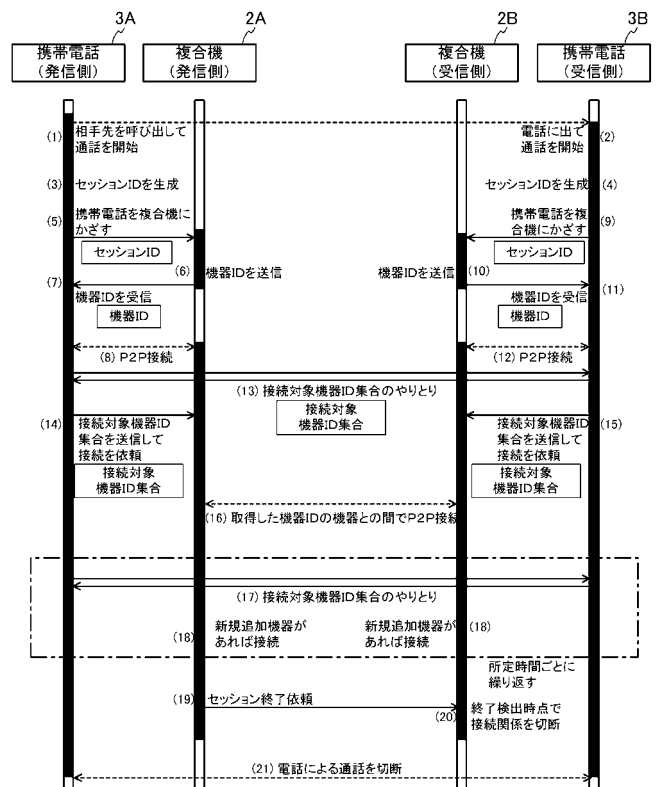 3A
2A
2B
3B
携帯電話
(発信側)
複合機
(発信側)
複合機
(受信側)
携帯電話
(受信側)
(1)
相手先を呼び出して
通話を開始
電話に出て
通話を開始
(2)
(3)
セッションIDを生成
セッションIDを生成
(4)
(5)
携帯電話を複合機に
かざす
セッションID
携帯電話を複
合機にかざす
(9)
セッションID
(6)
機器IDを送信
機器IDを送信
(10)
(7)
機器IDを受信
機器ID
機器IDを受信
(11)
機器ID
(8) P2P接続
(12) P2P接続
(13) 接続対象機器ID集合のやりとり
接続対象
機器ID集合
(14)
接続対象機器ID
集合を送信して
接続を依頼
接続対象
機器ID集合
接続対象機器ID
集合を送信して
接続を依頼
(15)
接続対象
機器ID集合
(16) 取得した機器IDの機器との間でP2P接続
(17) 接続対象機器ID集合のやりとり
(18)
新規追加機器が
あれば接続
新規追加機器が
あれば接続
(18)
所定時間ごとに
繰り返す
(19)
セッション終了依頼
(20)
終了検出時点で
接続関係を切断
(21) 電話による通話を切断